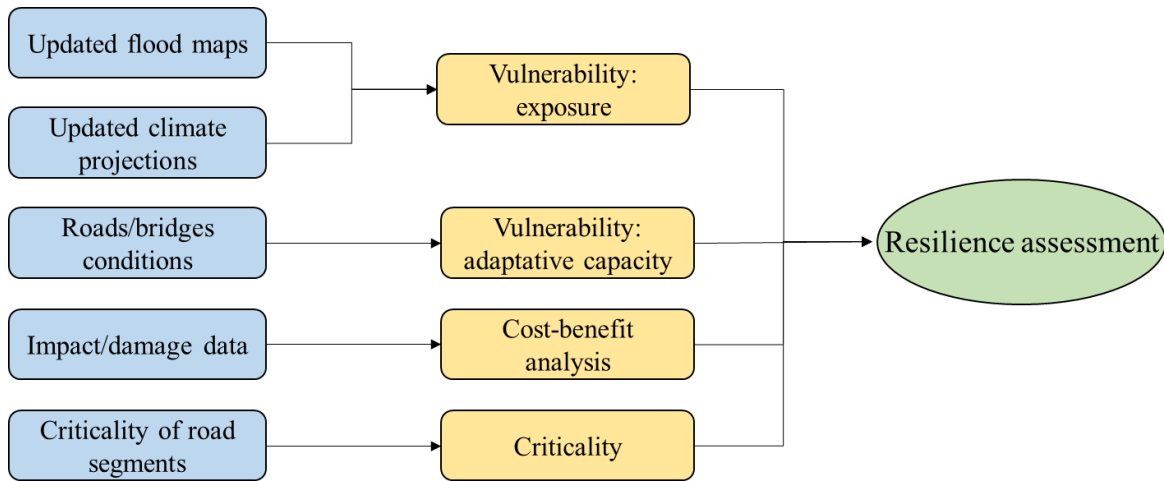 Updated flood maps
Updated climate
projections
Roads/bridges
conditions
Impact/damage data
Criticality of road
segments
Vulnerability:
exposure
Vulnerability:
adaptative capacity
Cost-benefit
analysis
Criticality
Resilience assessment